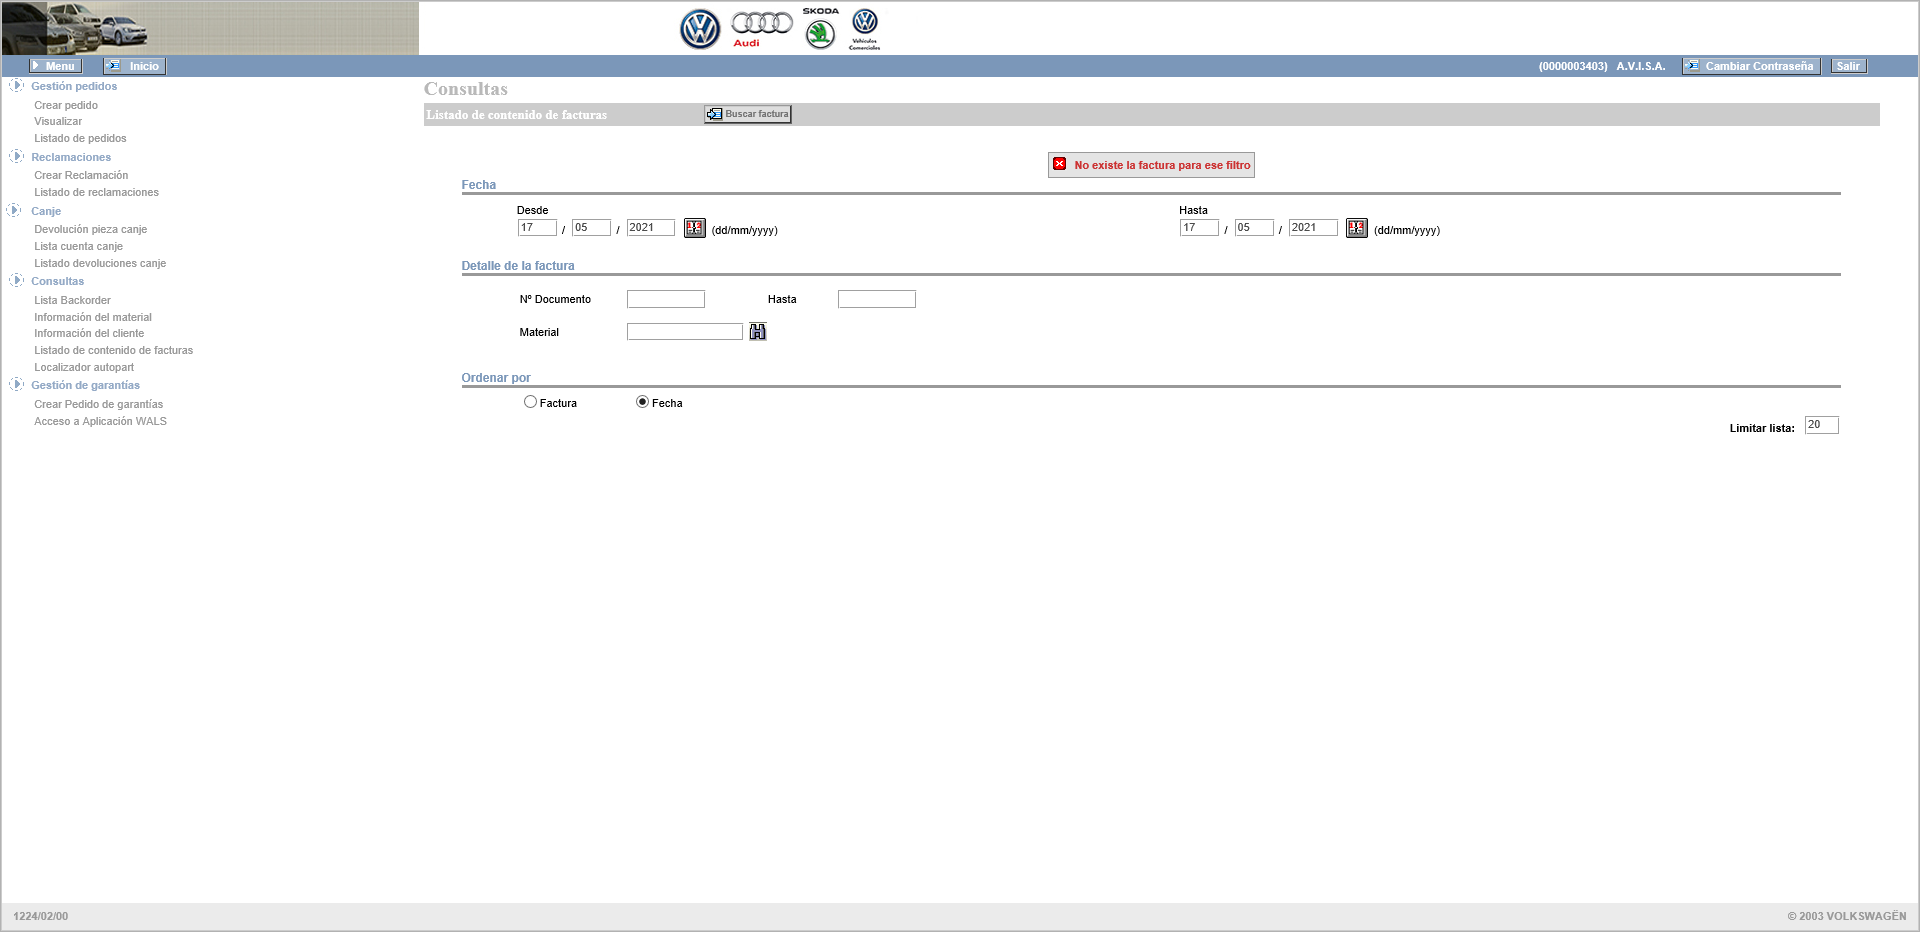 SKODA
Audi
Vehículos
Comerciales
Menu Inicio (0000003403) A.V.I.S.A. Cambiar Contraseña Salir
Gestión pedidos
Crear pedido
Visualizar
Listado de pedidos
Reclamaciones
Crear Reclamación
Listado de reclamaciones
Canje
Devolución pieza canje
Lista cuenta canje
Listado devoluciones canje
Consultas
Lista Backorder
Información del material
Información del cliente
Listado de contenido de facturas
Localizador autopart
Gestión de garantías
Crear Pedido de garantías
Acceso a Aplicación WALS
Consultas
Listado de contenido de facturas Buscar factura
No existe la factura para ese filtro
Fecha
Desde Hasta
17 / 05 / 2021 (dd/mm/yyyy) 17 / 05 / 2021 (dd/mm/yyyy)
Detalle de la factura
Nº Documento Hasta
Material
Ordenar por
Factura Fecha
Limitar lista: 20
1224/02/00 © 2003 VOLKSWAGËN